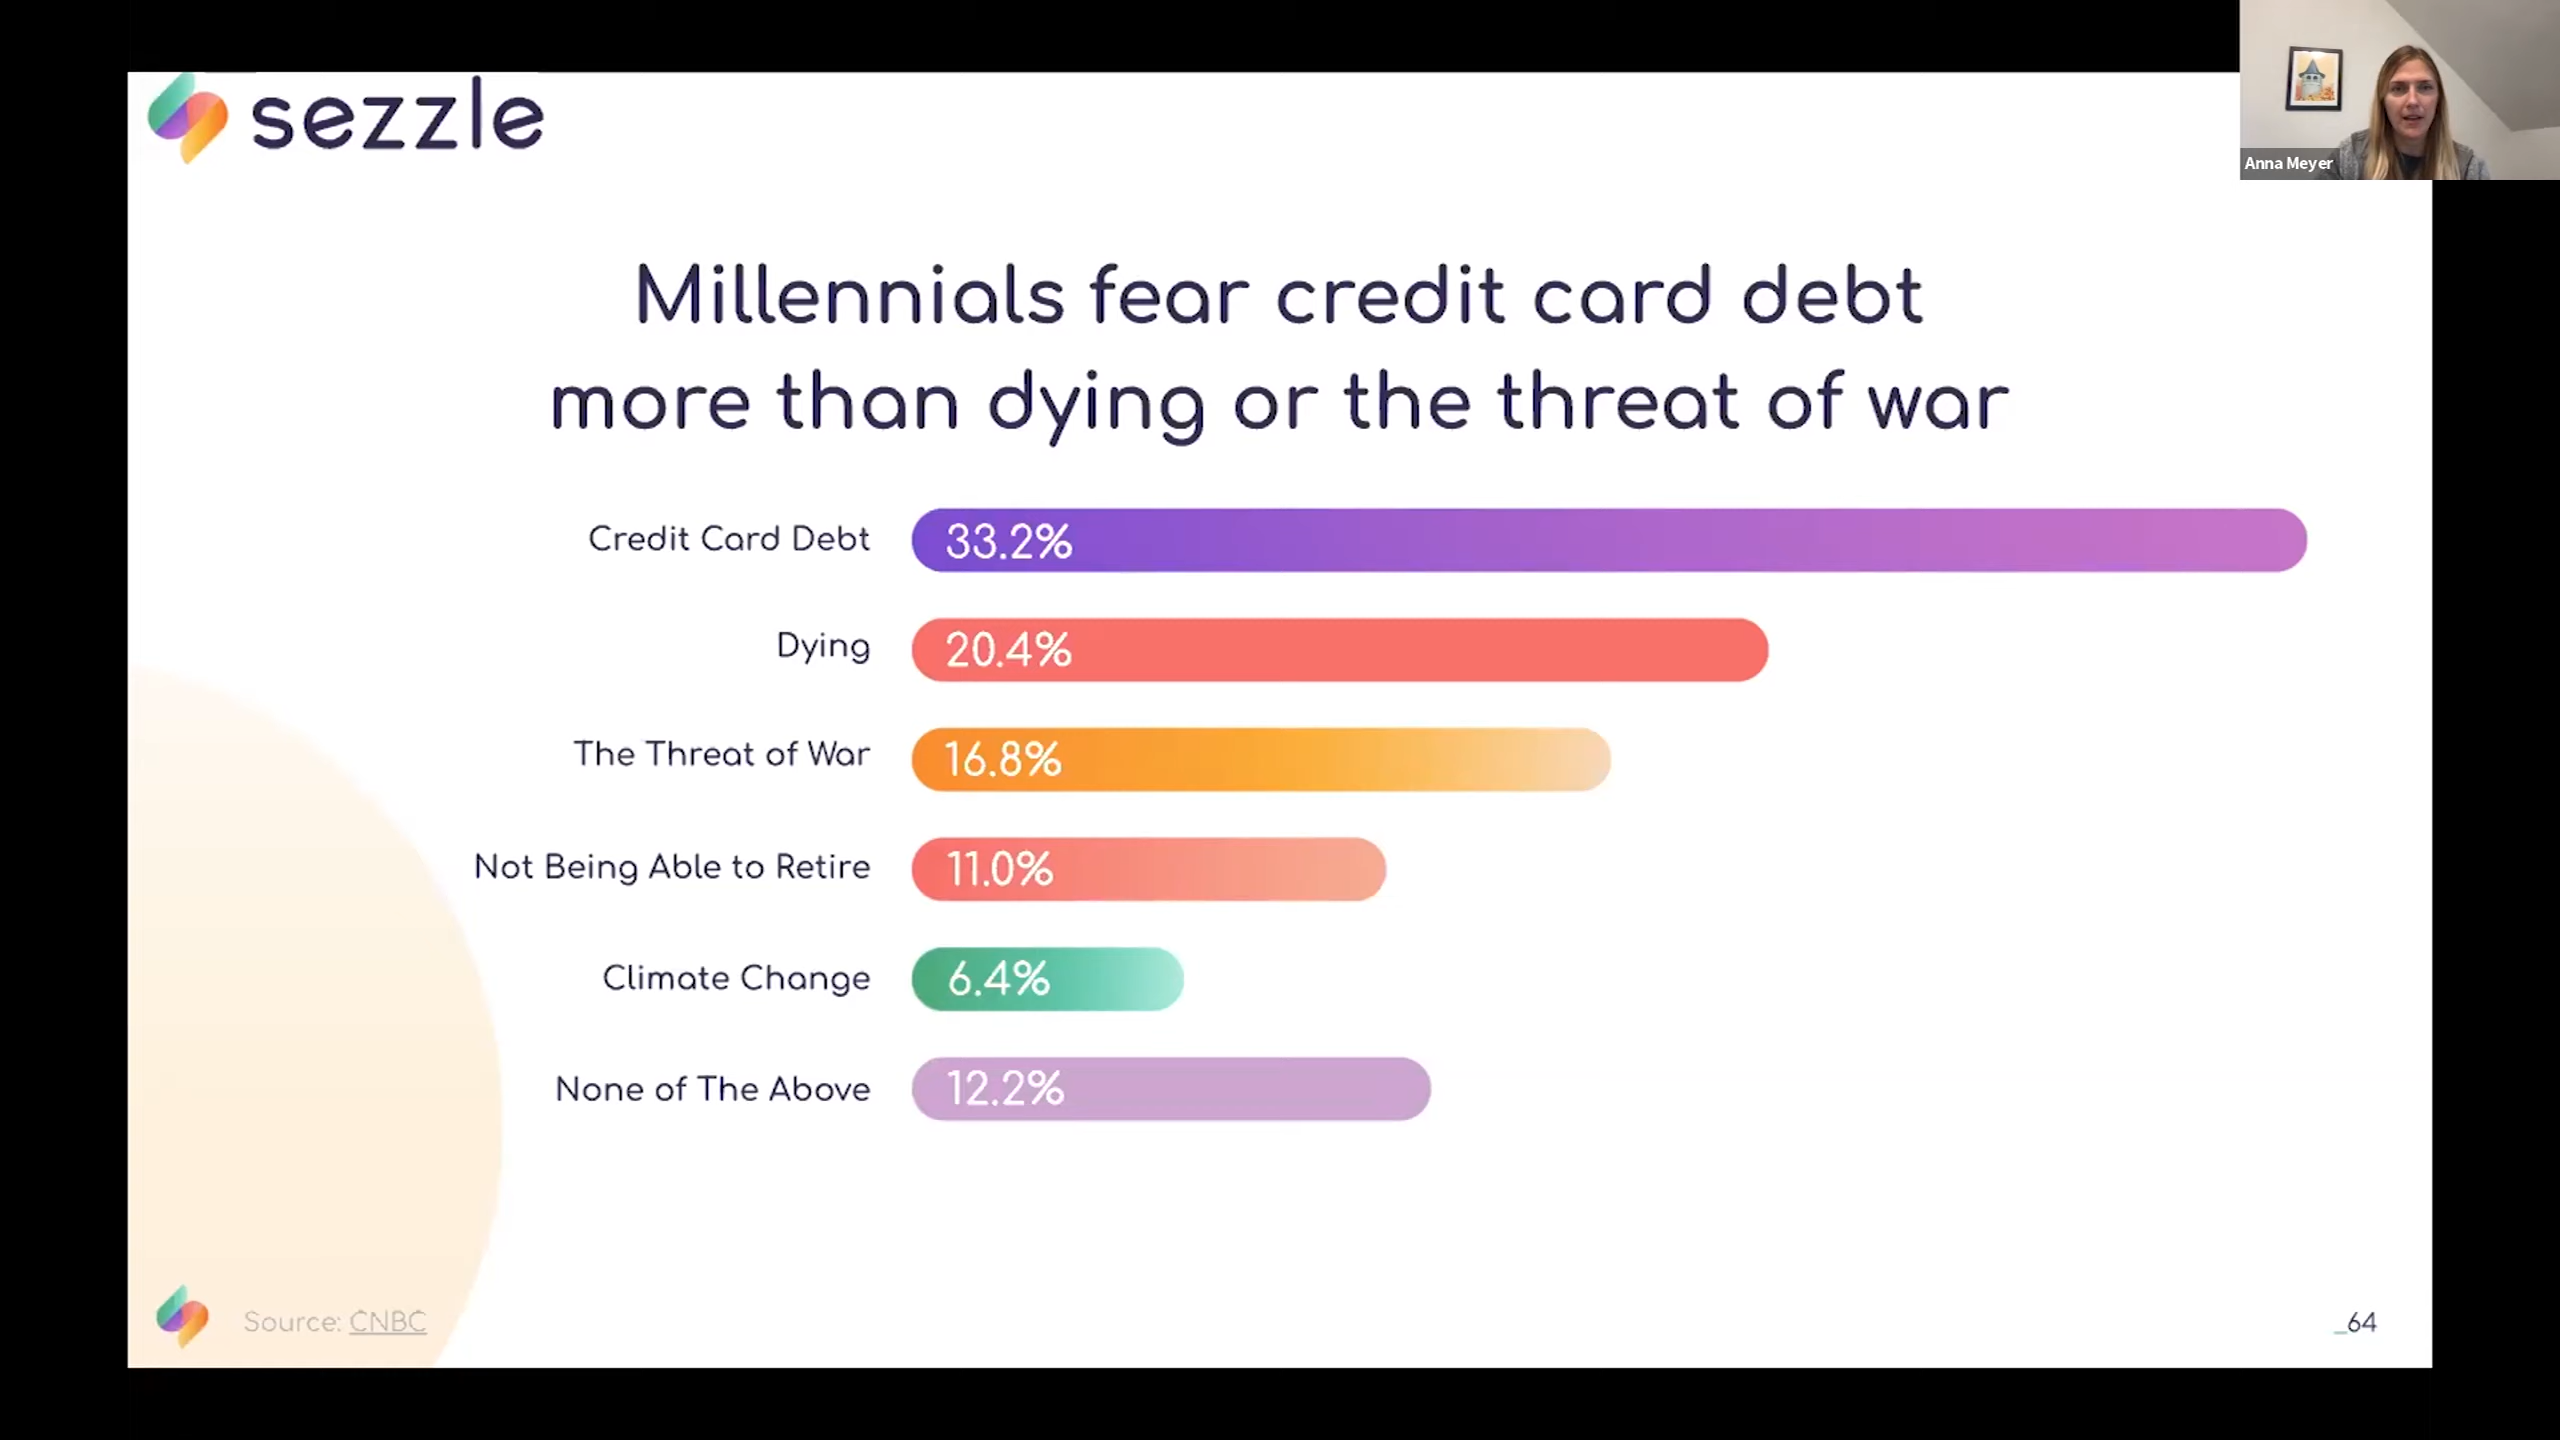 sezzle
Anna Meyer
Millennials fear credit card debt
more than dying or the threat of war
Credit Card Debt 33.2%
Dying 20.4%
The Threat of War 16.8%
Not Being Able to Retire 11.0%
Climate Change 6.4%
None of The Above 12.2%
Source: CNBC
_64